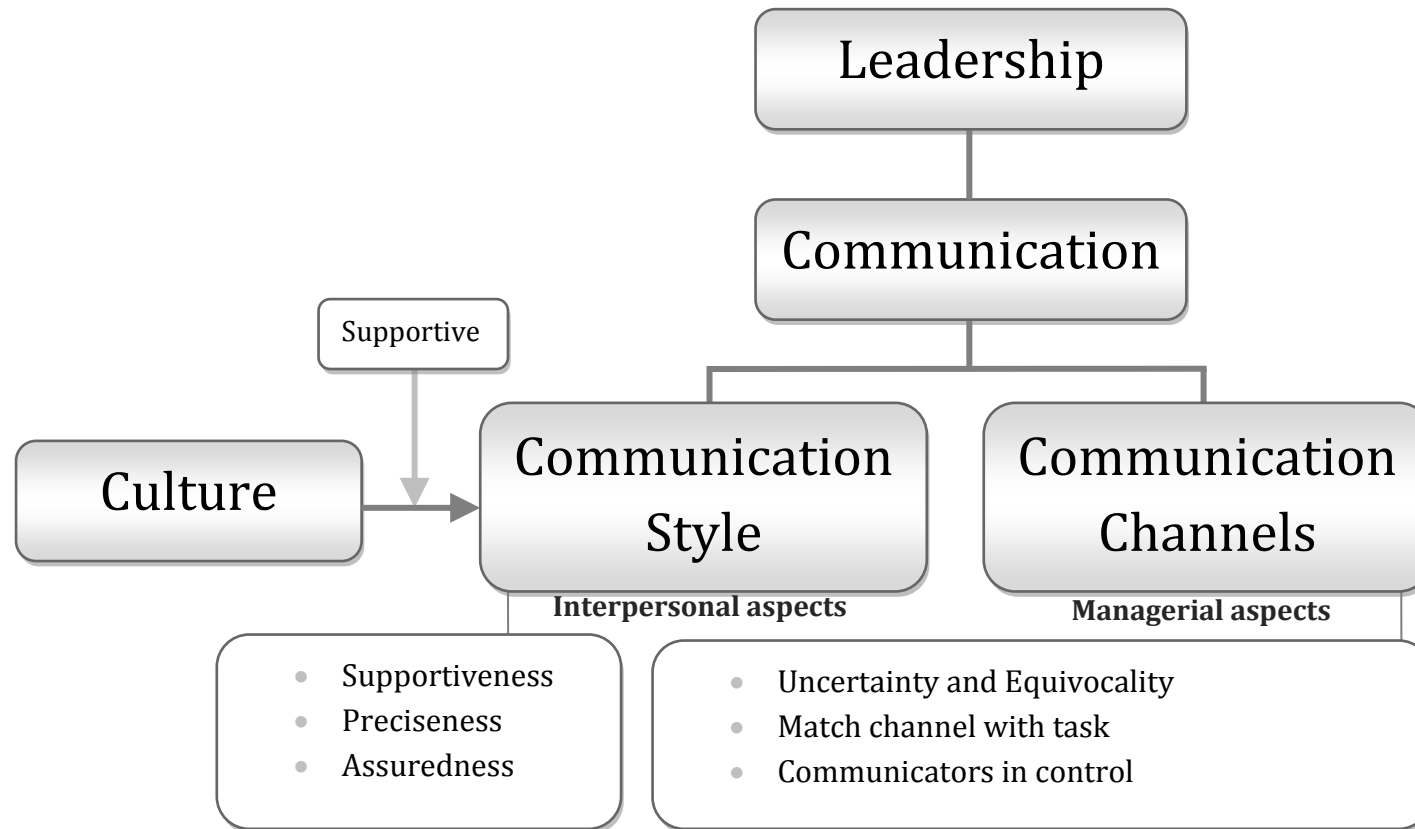 Leadership
Communication
Supportive
Culture
Communication
Style
Communication
Channels
Interpersonal aspects
Managerial aspects
Supportiveness
Preciseness
Assuredness
Uncertainty and Equivocality
Match channel with task
Communicators in control